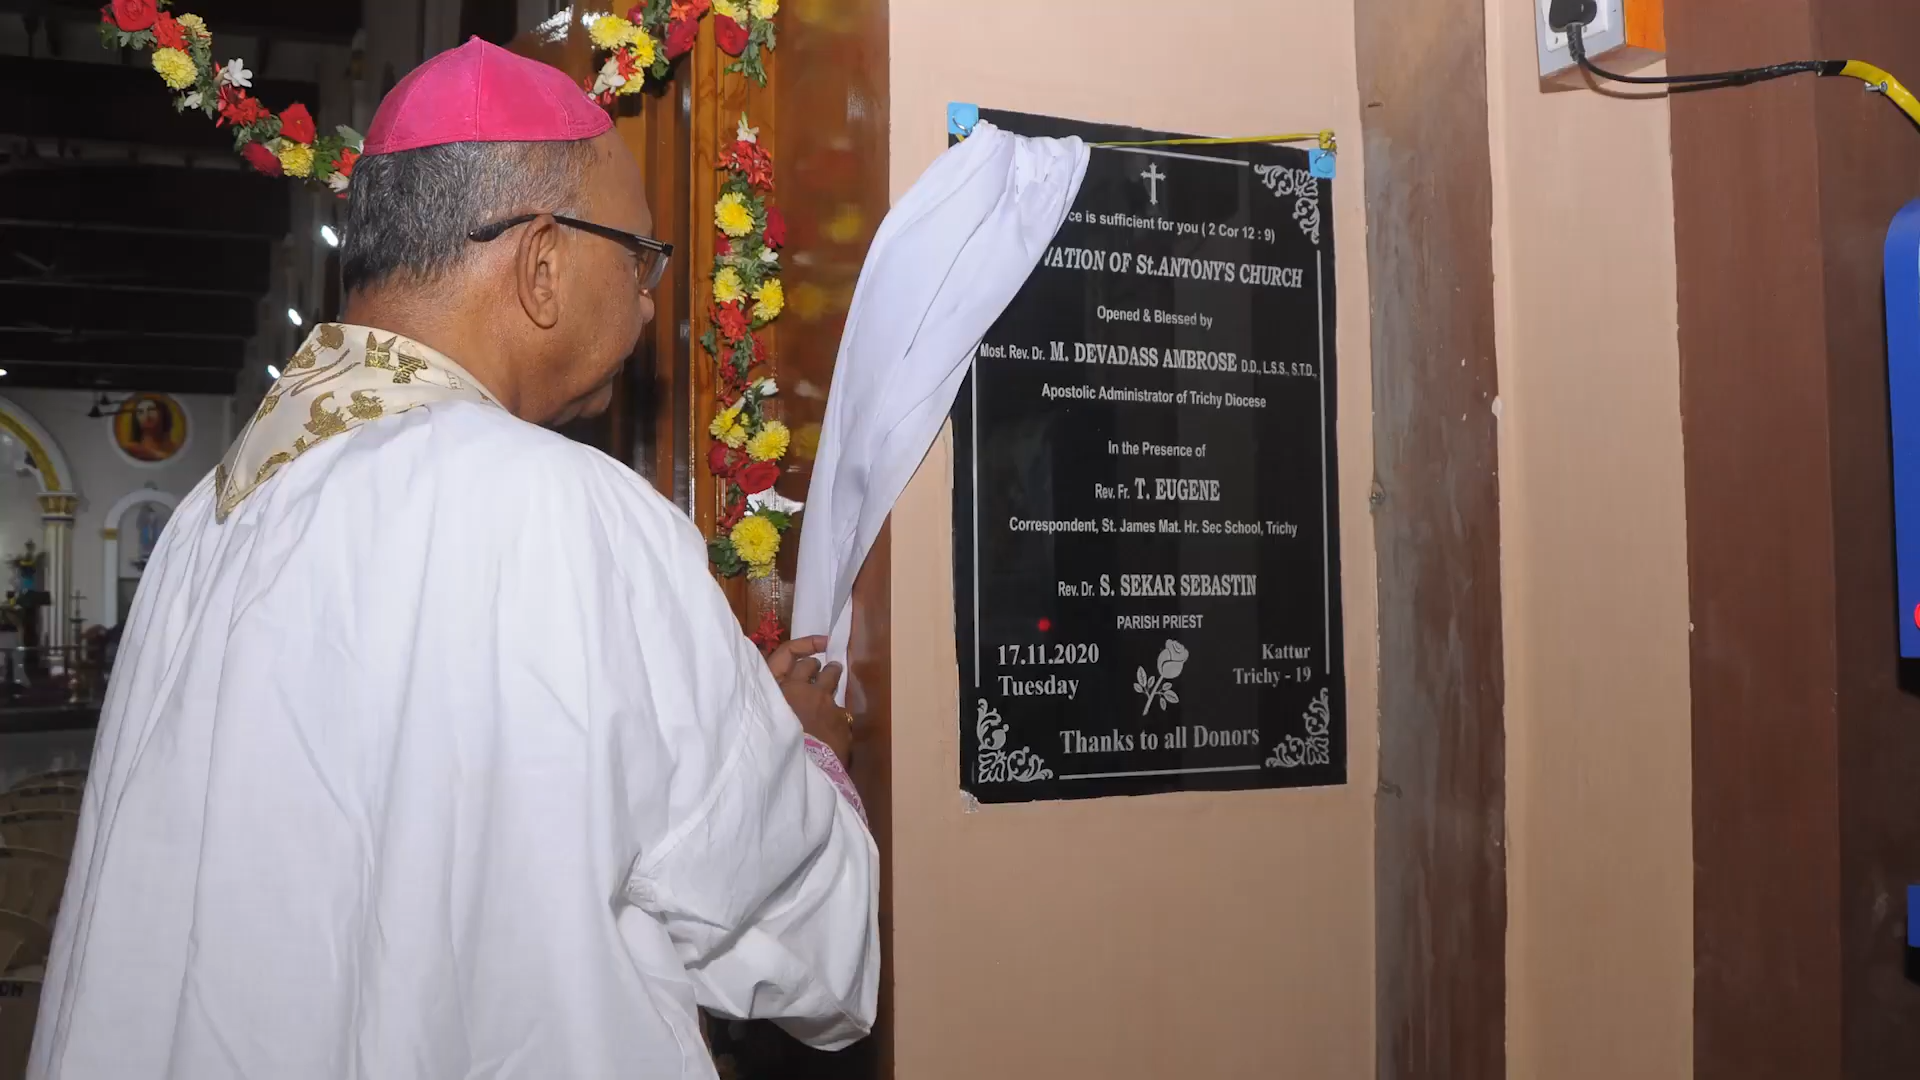 ce is sufficient for you ( 2 Cor 12 : 9)
VATION OF St.ANTONY'S CHURCH
Opened & Blessed by
Most. Rev. Dr. M. DEVADASS AMBROSE D.D., L.S.S., S.T.D.,
Apostolic Administrator of Trichy Diocese
In the Presence of
Rev. Fr. T. EUGENE
Correspondent, St. James Mat. Hr. Sec School, Trichy
Rev. Dr. S. SEKAR SEBASTIN
PARISH PRIEST
17.11.2020
Tuesday
Kattur
Trichy - 19
Thanks to all Donors